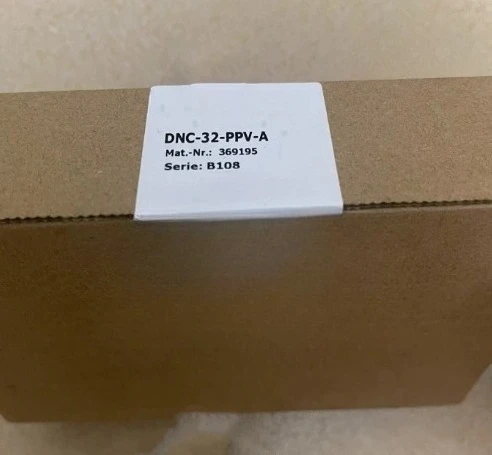 DNC-32-PPV-A
Mat.-Nr.: 369195
Serie: B108